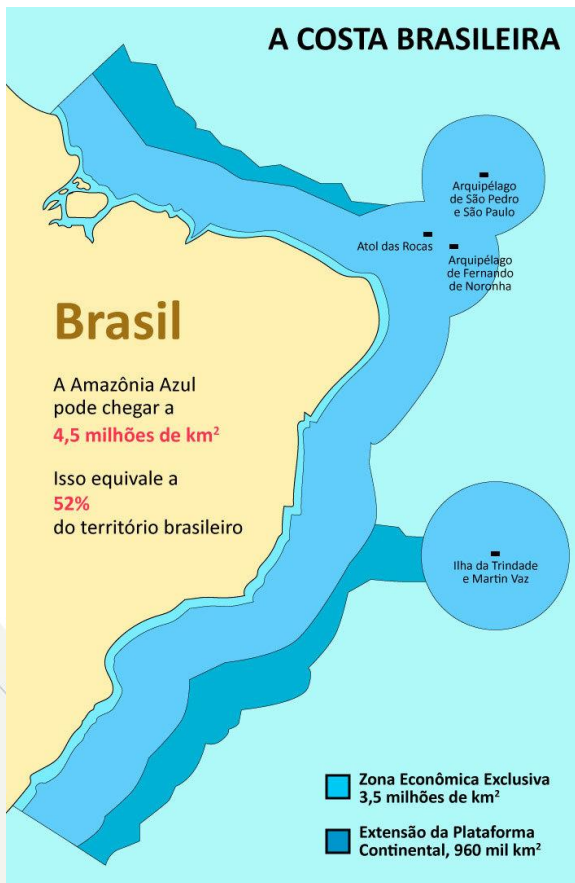 A COSTA BRASILEIRA
Arquipélago
de São Pedro
e São Paulo
Atol das Rocas
Arquipélago
de Fernando
de Noronha
Brasil
A Amazônia Azul
pode chegar a
4,5 milhões de km²
Isso equivale a
52%
do território brasileiro
Ilha da Trindade
e Martin Vaz
Zona Econômica Exclusiva
3,5 milhões de km²
Extensão da Plataforma
Continental, 960 mil km²